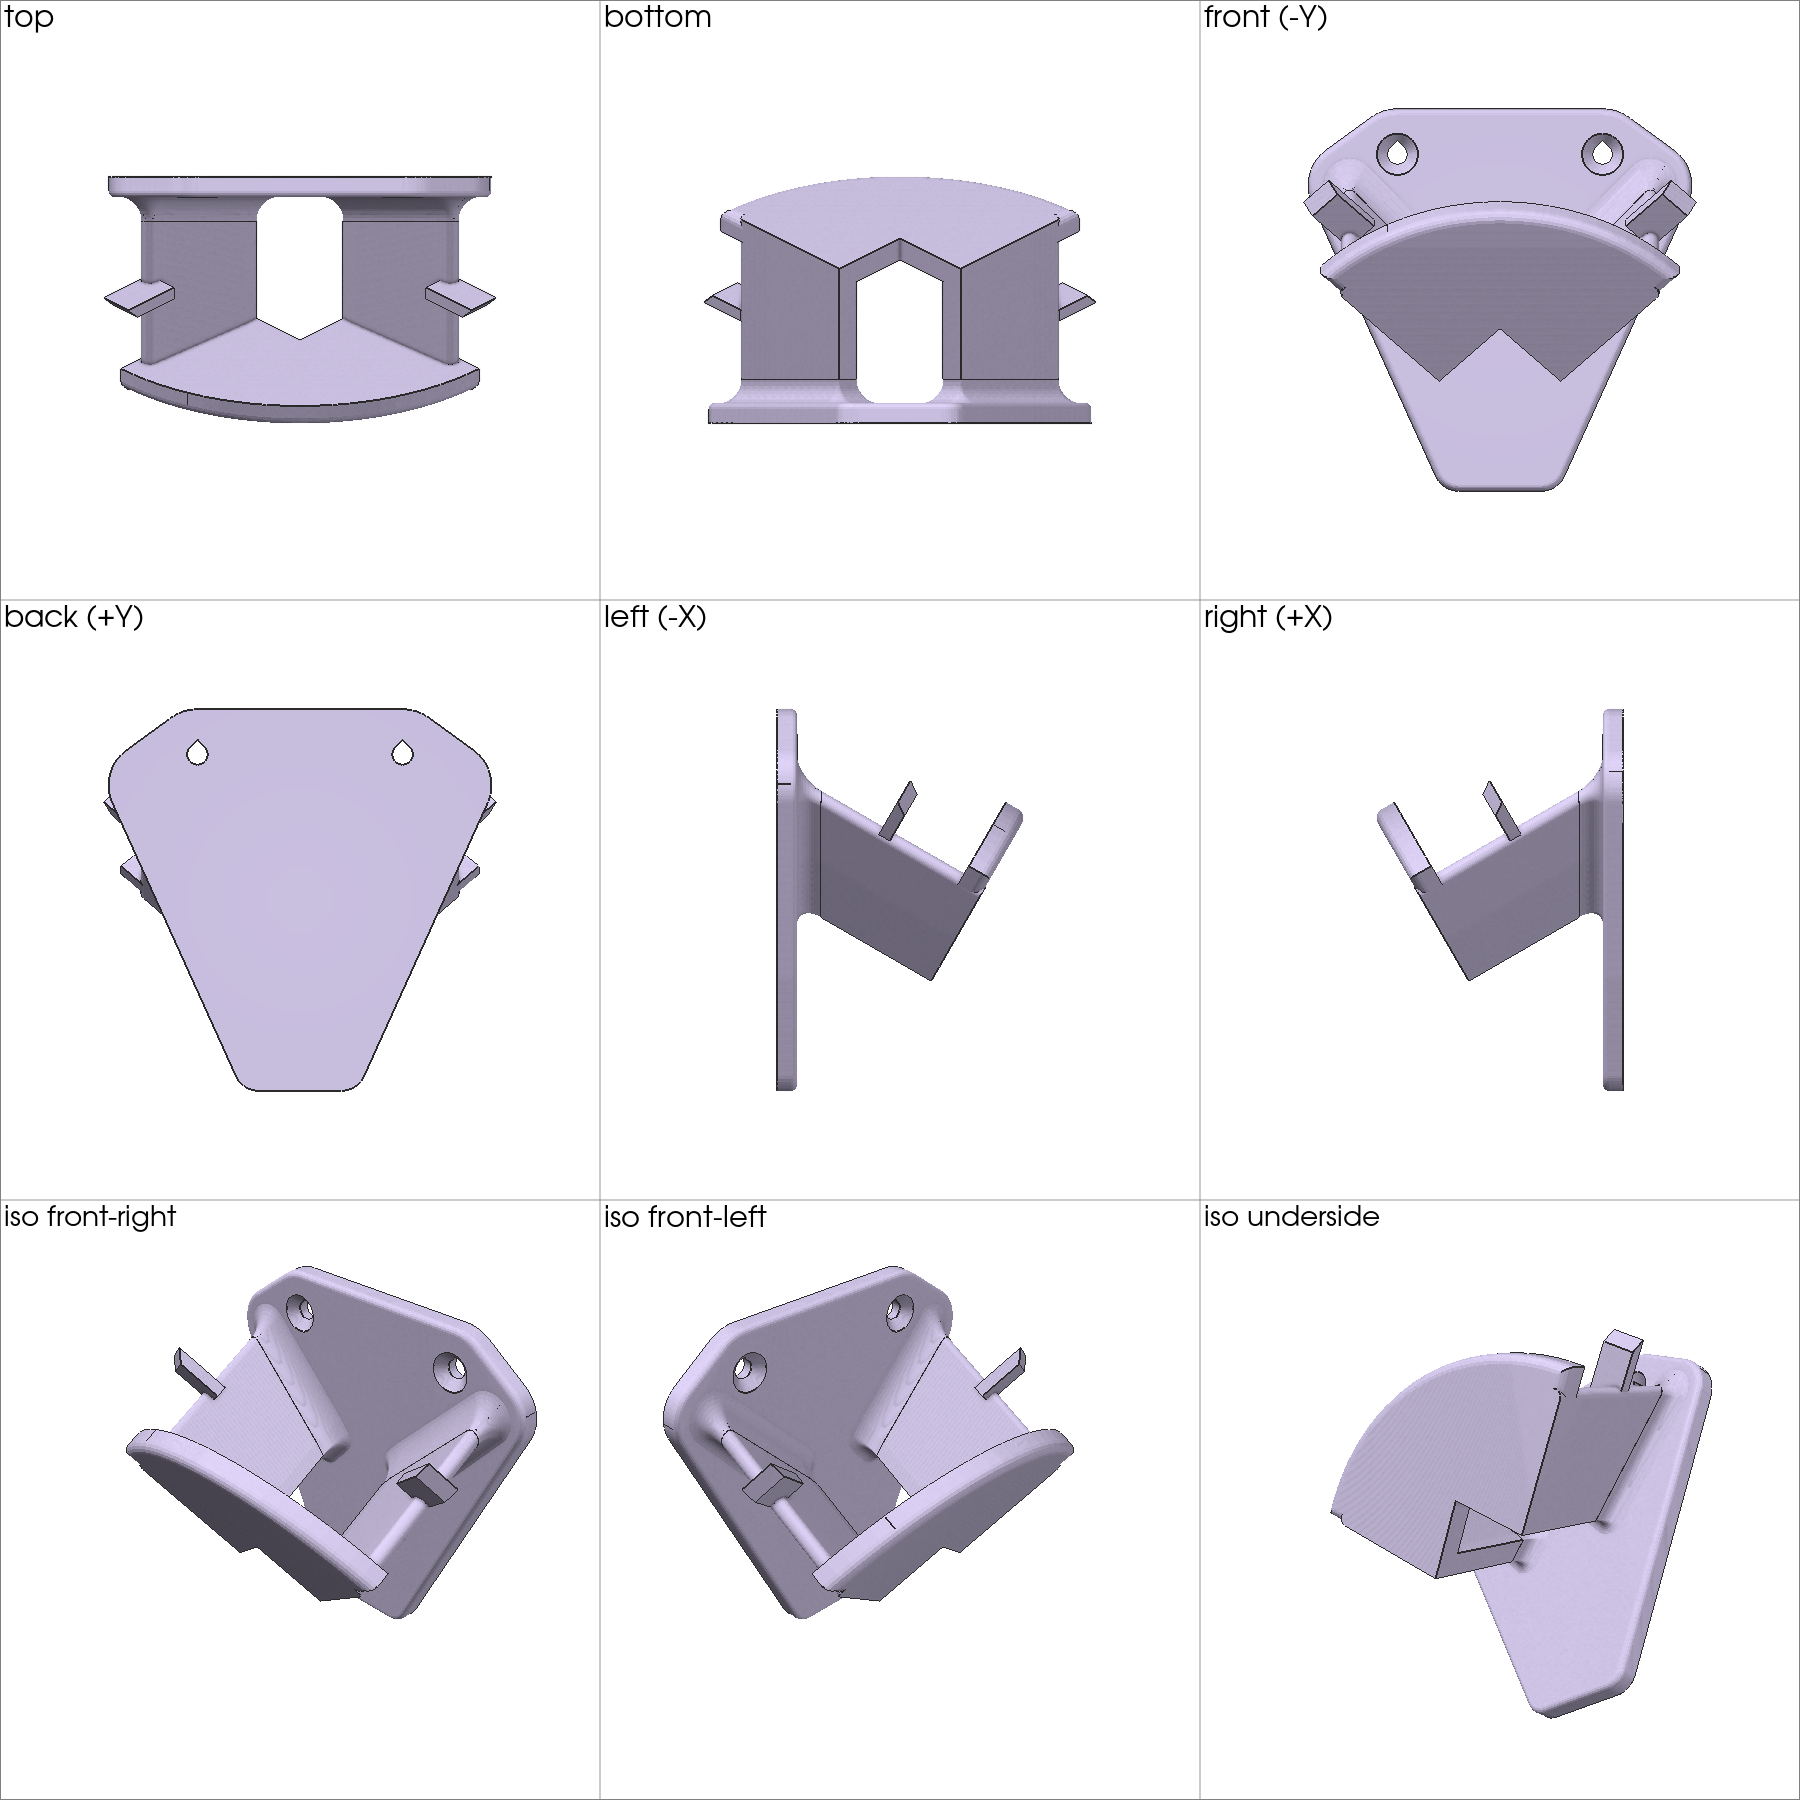 top
bottom
front (-Y)
back (+Y)
left (-X)
right (+X)
iso front-right
iso front-left
iso underside